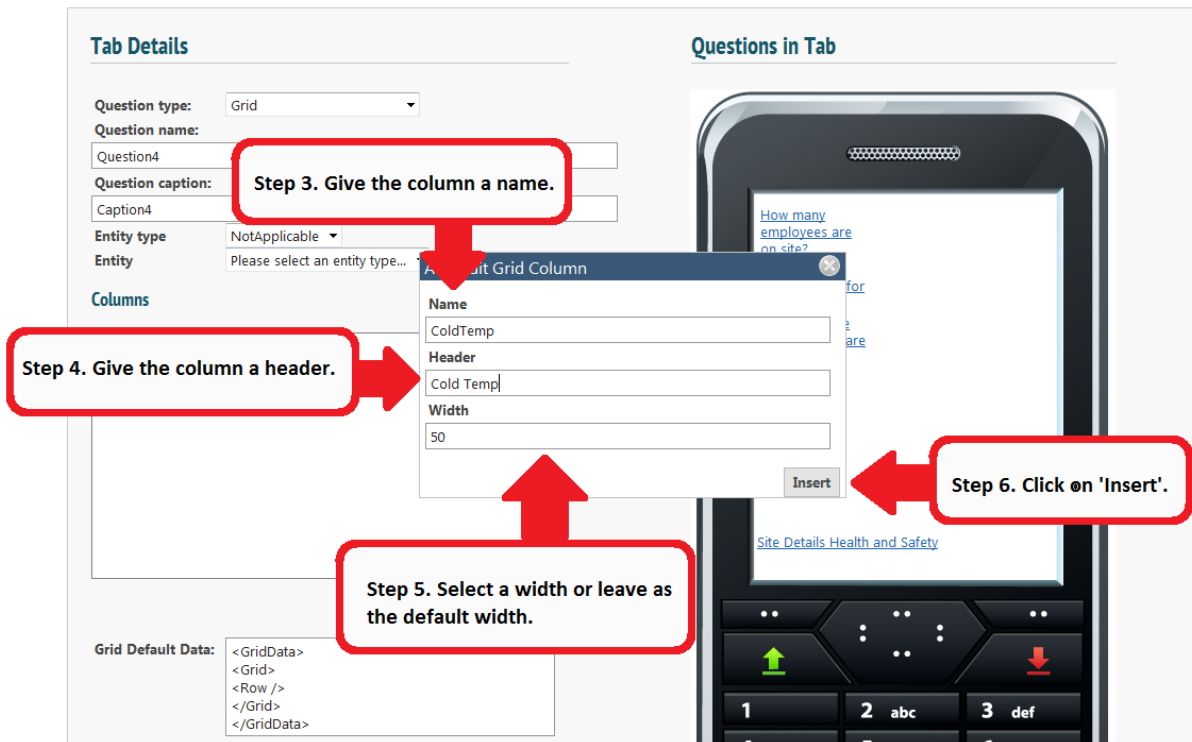 Tab Details
Questions in Tab
Question type:
Grid
Question name:
Question4
Question caption:
Caption4
Entity type
NotApplicable
Entity
Please select an entity type...
Columns
Step 3. Give the column a name.
Grid Column
Name
ColdTemp
Header
Cold Temp
Width
50
Insert
Step 4. Give the column a header.
Step 5. Select a width or leave as
the default width.
Step 6. Click on 'Insert'.
How many
employees are
on site?
for
are
Site Details Health and Safety
Grid Default Data:
<GridData>
<Grid>
<Row />
</Grid>
</GridData>
1
2 abc
3 def